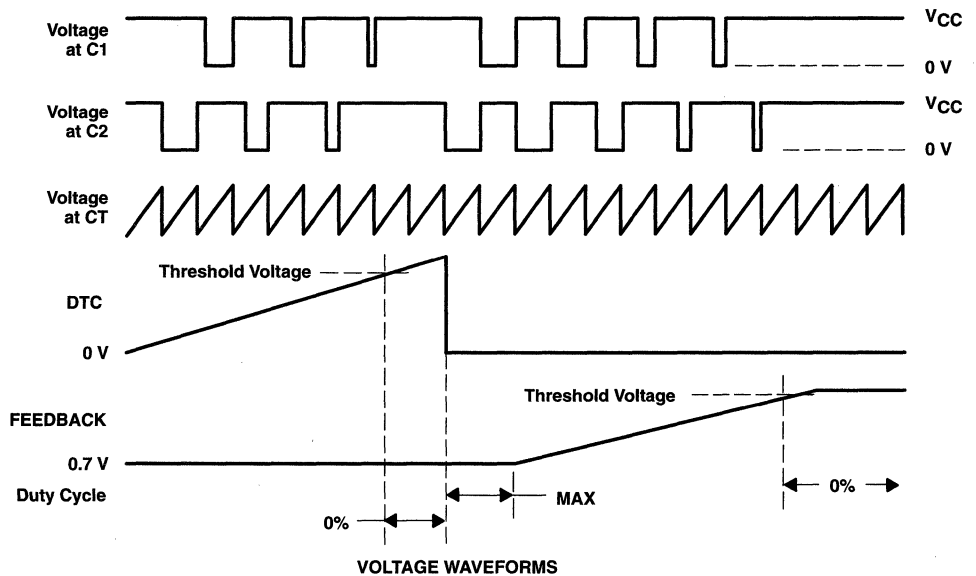 Voltage
at C1
VCC
0 V
Voltage
at C2
VCC
0 V
Voltage
at CT
Threshold Voltage
DTC
0 V
Threshold Voltage
FEEDBACK
0.7 V
Duty Cycle
MAX
0%
0%
VOLTAGE WAVEFORMS